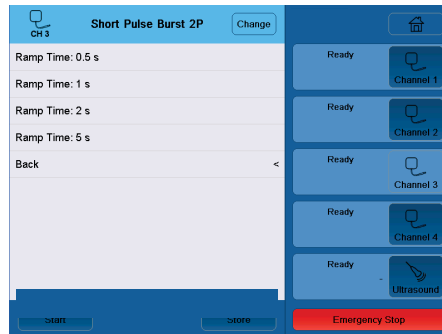 CH 3
Short Pulse Burst 2P
Change
Ramp Time: 0.5 s
Ramp Time: 1 s
Ramp Time: 2 s
Ramp Time: 5 s
Back <
Start
Store
Ready
Channel 1
Ready
Channel 2
Ready
Channel 3
Ready
Channel 4
Ready
-
Ultrasound
Emergency Stop